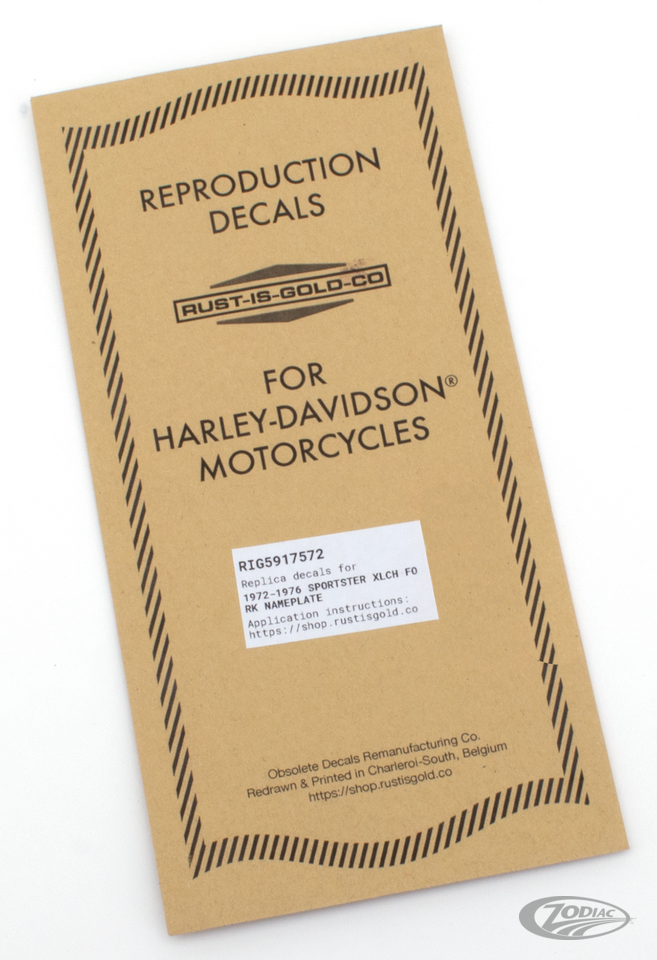 REPRODUCTION
DECALS
RUST-IS-GOLD-CO
FOR
HARLEY-DAVIDSON®
MOTORCYCLES
RIG5917572
Replica decals for
1972-1976 SPORTSTER XLCH FO
RK NAMEPLATE
Application instructions:
https://shop.rustisgold.co
Obsolete Decals Remanufacturing Co.
Redrawn & Printed in Charleroi-South, Belgium
https://shop.rustisgold.co
ZODIAC